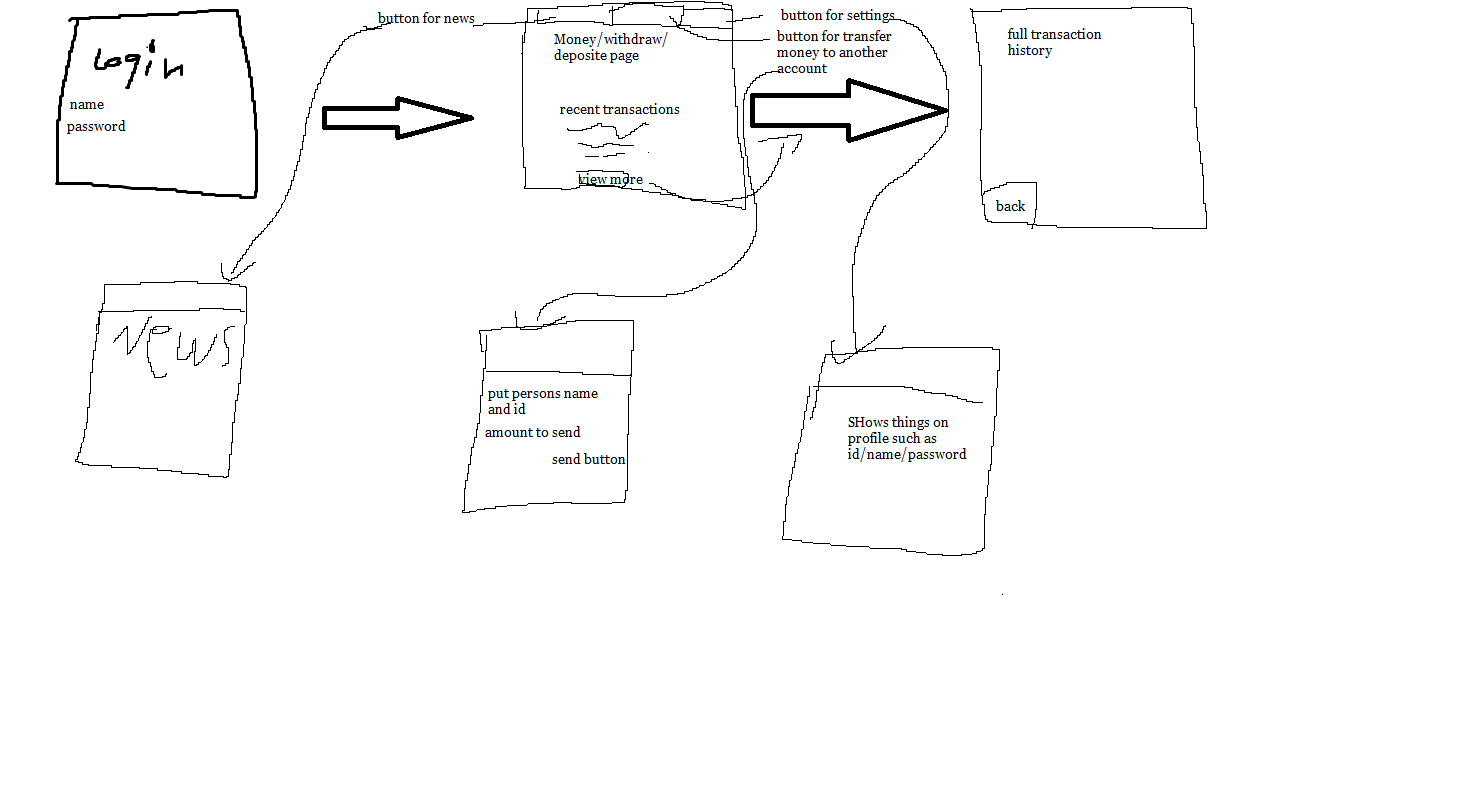 Login
name
password
button for news
Money/withdraw/
deposite page
recent transactions
view more
button for settings
button for transfer
money to another
account
full transaction
history
back
News
put persons name
and id
amount to send
send button
SHows things on
profile such as
id/name/password